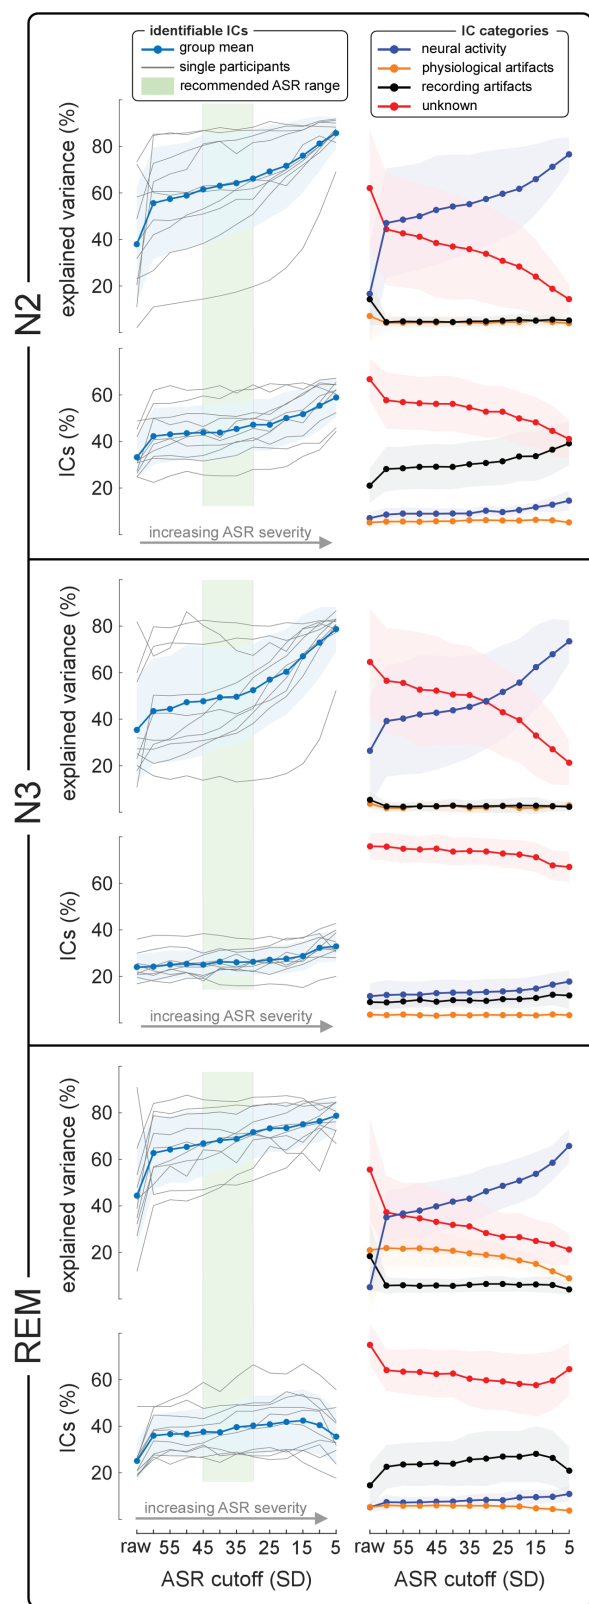 identifiable ICs
group mean
single participants
recommended ASR range
IC categories
neural activity
physiological artifacts
recording artifacts
unknown
N2
explained variance (%)
80
60
40
20
ICs (%)
60
40
20
increasing ASR severity
N3
explained variance (%)
80
60
40
20
ICs (%)
60
40
20
increasing ASR severity
REM
explained variance (%)
80
60
40
20
ICs (%)
60
40
20
increasing ASR severity
raw 55 45 35 25 15 5
ASR cutoff (SD)
raw 55 45 35 25 15 5
ASR cutoff (SD)